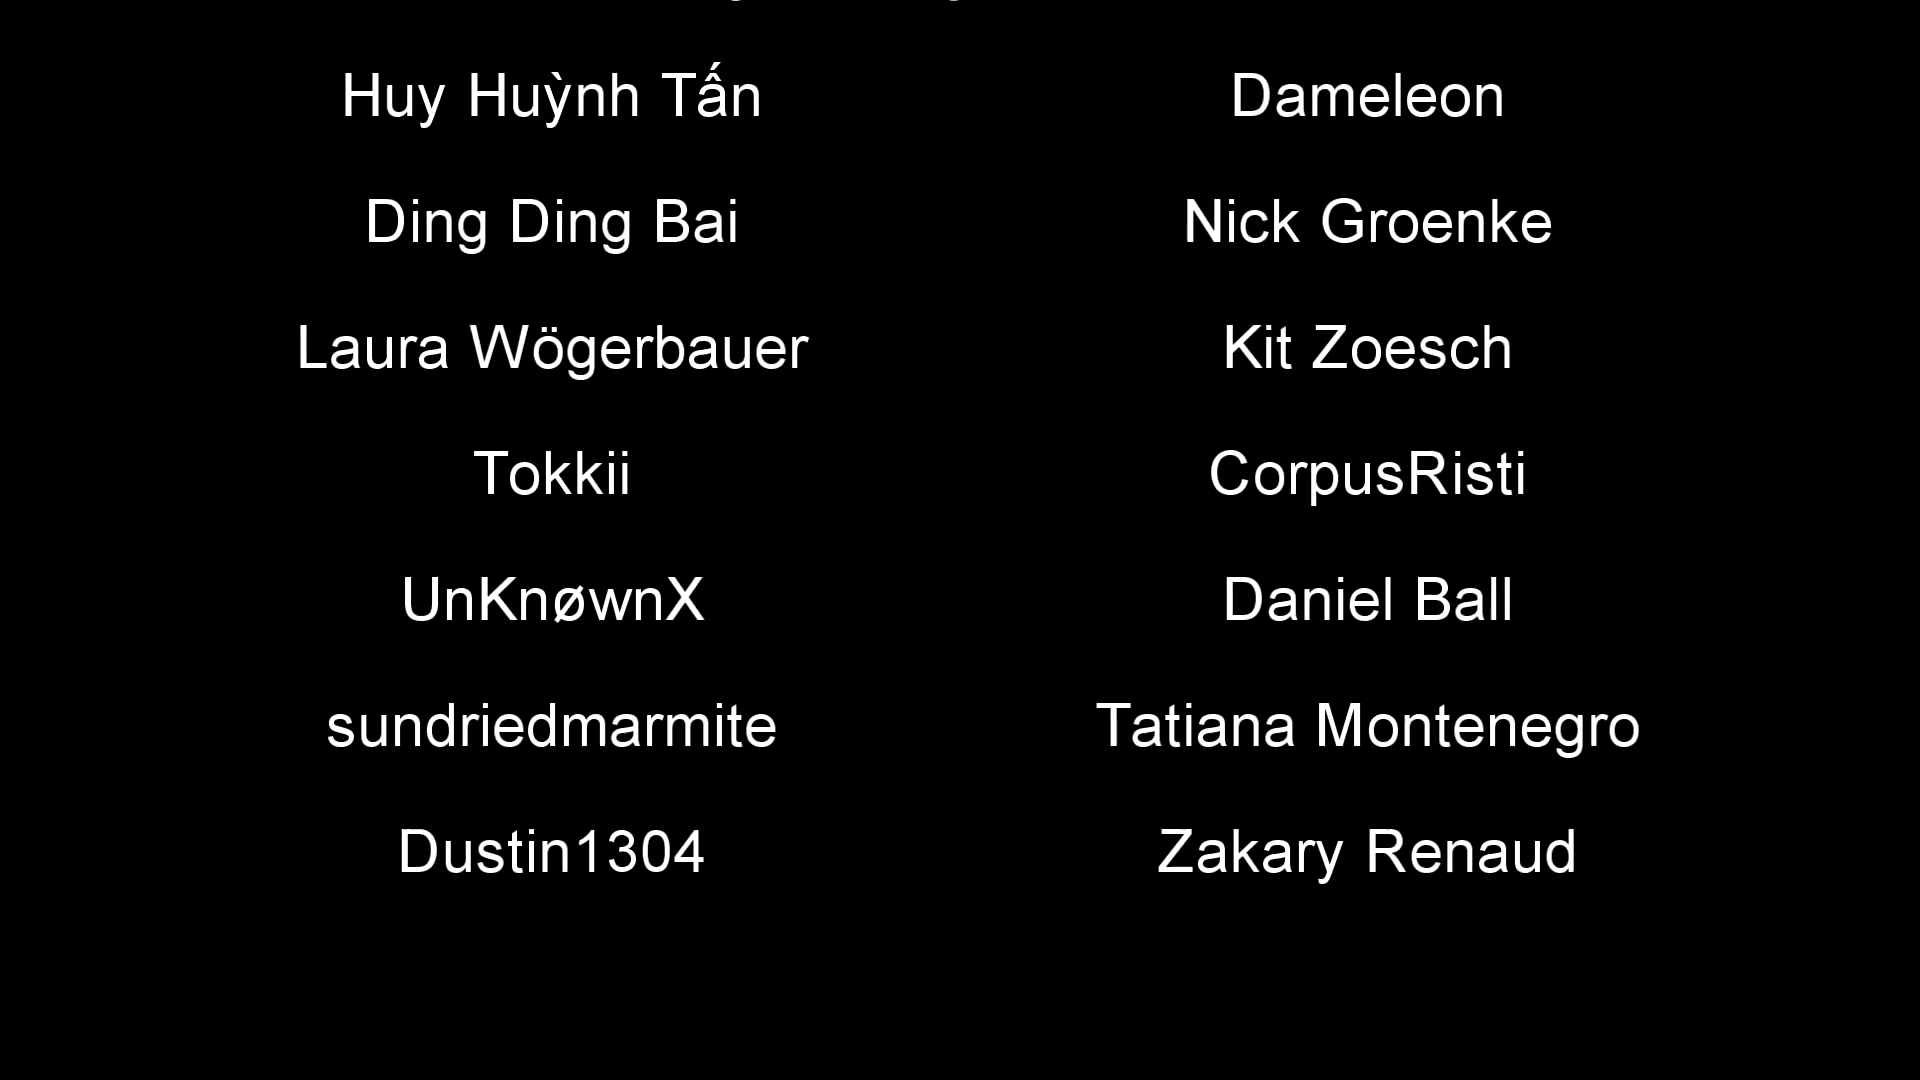 Huy Huỳnh Tấn Dameleon
Ding Ding Bai Nick Groenke
Laura Wögerbauer Kit Zoesch
Tokkii CorpusRisti
UnKnøwnX Daniel Ball
sundriedmarmite Tatiana Montenegro
Dustin1304 Zakary Renaud